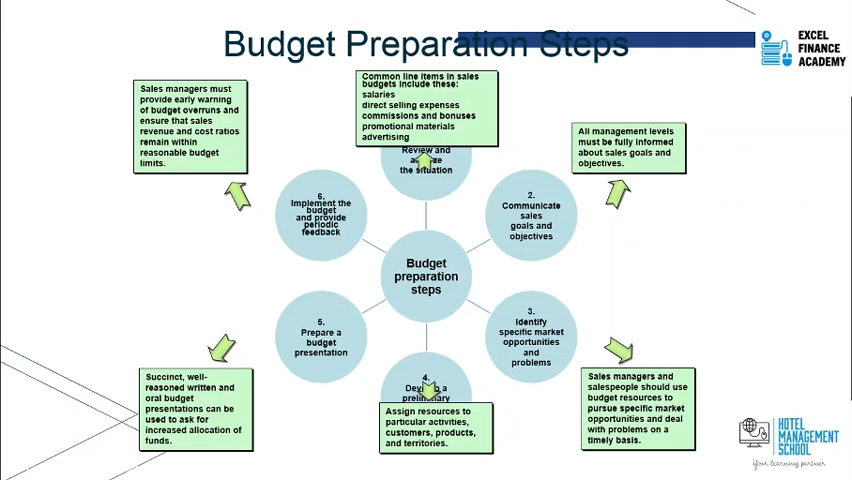 Budget Preparation Steps
EXCEL
FINANCE
ACADEMY
Sales managers must
provide early warning
of budget overruns and
ensure that sales
revenue and cost ratios
remain within
reasonable budget
limits.
Common line items in sales
budgets include these:
salaries
direct selling expenses
commissions and bonuses
promotional materials
advertising
All management levels
must be fully informed
about sales goals and
objectives.
Review and
the situation
6.
Implement the
budget
and provide
periodic
feedback
2.
Communicate
sales
goals and
objectives
Budget
preparation
steps
5.
Prepare a
budget
presentation
3.
Identify
specific market
opportunities
and
problems
4.
Develop a
preliminary
Succinct, well-
reasoned written and
oral budget
presentations can be
used to ask for
increased allocation of
funds.
Assign resources to
particular activities,
customers, products,
and territories.
Sales managers and
salespeople should use
budget resources to
pursue specific market
opportunities and deal
with problems on a
timely basis.
HOTEL
MANAGEMENT
SCHOOL
your learning partner